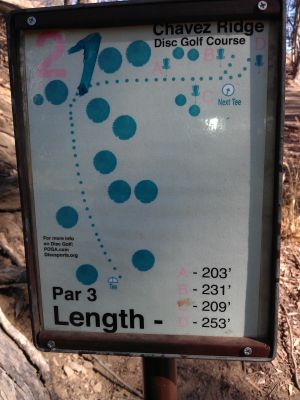 Chavez Ridge
Disc Golf Course
21
A
B
D
C
Next Tee
For more info
on Disc Golf:
PDGA.com
Discsports.org
Tee
Par 3
Length -
A - 203'
B - 231'
- 209'
D - 253'